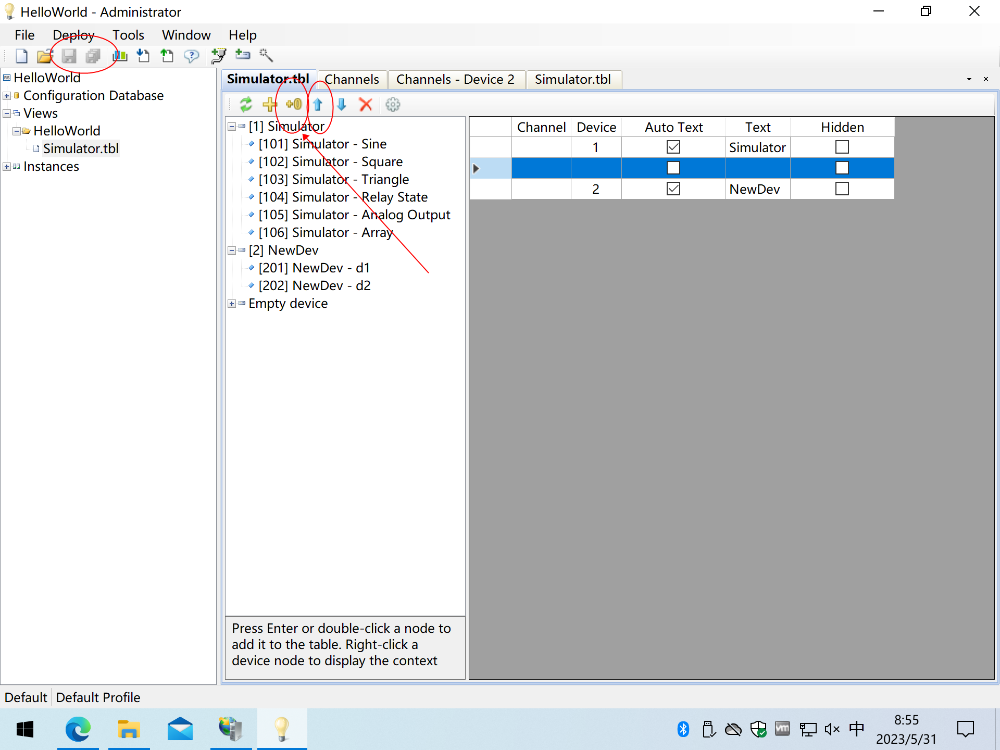 HelloWorld - Administrator
File Deploy Tools Window Help
RS HelloWorld
Configuration Database
Views
HelloWorld
Simulator.tbl
Instances
Simulator.tbl Channels Channels - Device 2 Simulator.tbl
+0
[1] Simulator
[101] Simulator - Sine
[102] Simulator - Square
[103] Simulator - Triangle
[104] Simulator - Relay State
[105] Simulator - Analog Output
[106] Simulator - Array
[2] NewDev
[201] NewDev - d1
[202] NewDev - d2
Empty device
Channel Device Auto Text Text Hidden
1 Simulator
2 NewDev
Press Enter or double-click a node to
add it to the table. Right-click a
device node to display the context
Default Default Profile
vm 中
8:55
2023/5/31